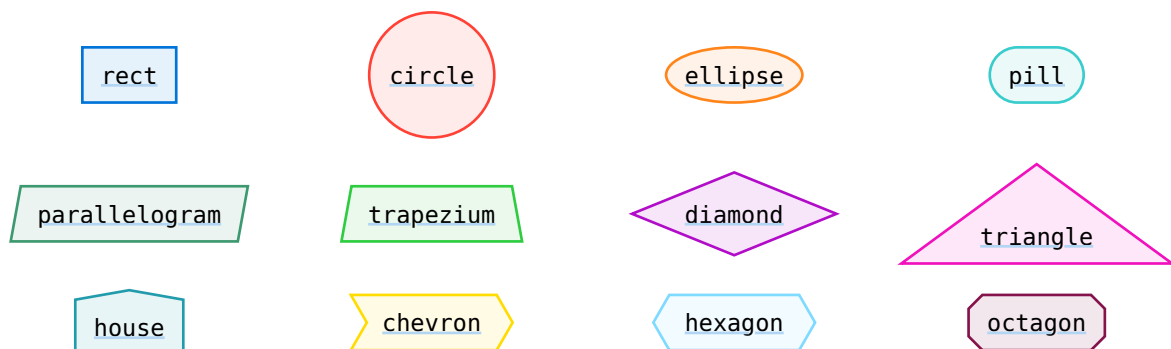 rect
circle
ellipse
pill
parallelogram
trapezium
diamond
triangle
house
chevron
hexagon
octagon